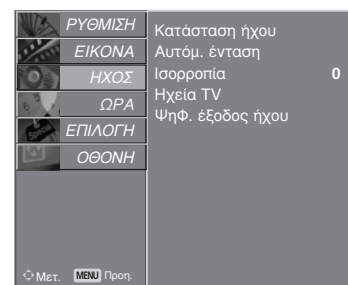 ΡΥΘΜΙΣΗ
ΕΙΚΟΝΑ
ΗΧΟΣ
ΩΡΑ
ΕΠΙΛΟΓΗ
ΟΘΟΝΗ
Κατάσταση ήχου
Αυτόμ. ένταση
Ισορροπία 0
Ηχεία TV
ΨηΦ. έξοδος ήχου
Μετ. MENU Προη.